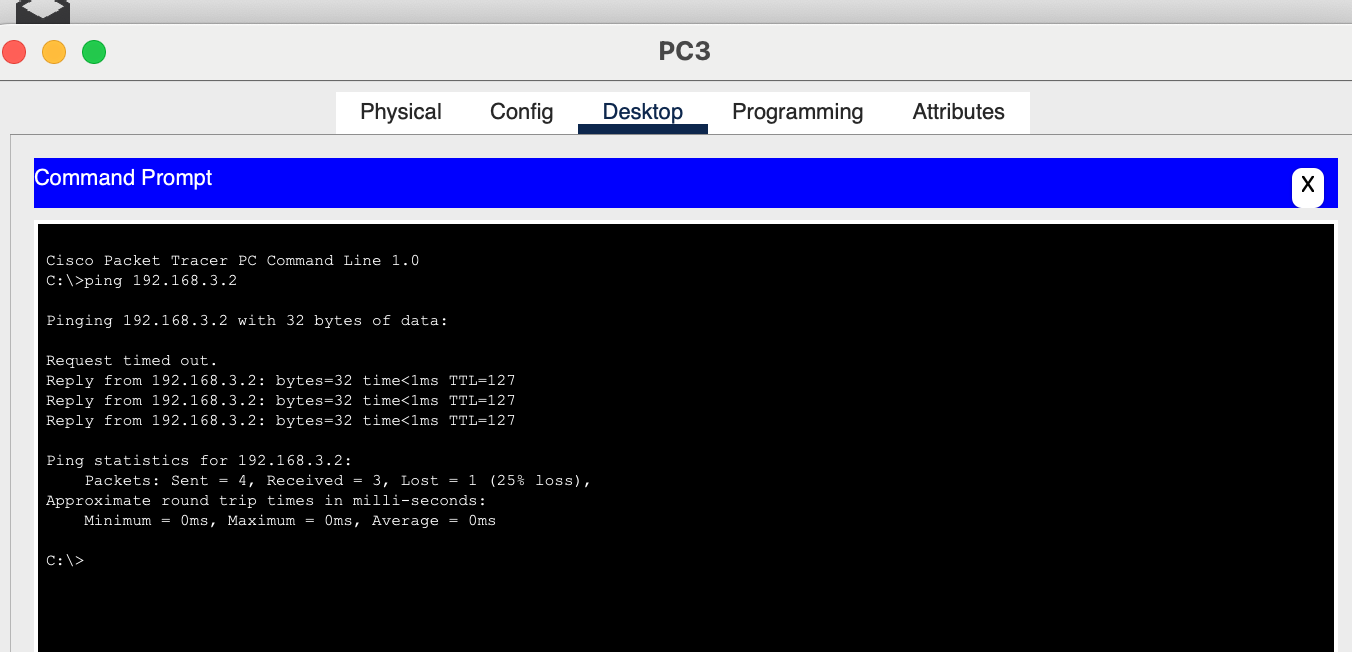 PC3
Physical Config Desktop Programming Attributes
Command Prompt
X
Cisco Packet Tracer PC Command Line 1.0
C:\>ping 192.168.3.2
Pinging 192.168.3.2 with 32 bytes of data:
Request timed out.
Reply from 192.168.3.2: bytes=32 time<1ms TTL=127
Reply from 192.168.3.2: bytes=32 time<1ms TTL=127
Reply from 192.168.3.2: bytes=32 time<1ms TTL=127
Ping statistics for 192.168.3.2:
    Packets: Sent = 4, Received = 3, Lost = 1 (25% loss),
Approximate round trip times in milli-seconds:
    Minimum = 0ms, Maximum = 0ms, Average = 0ms
C:\>